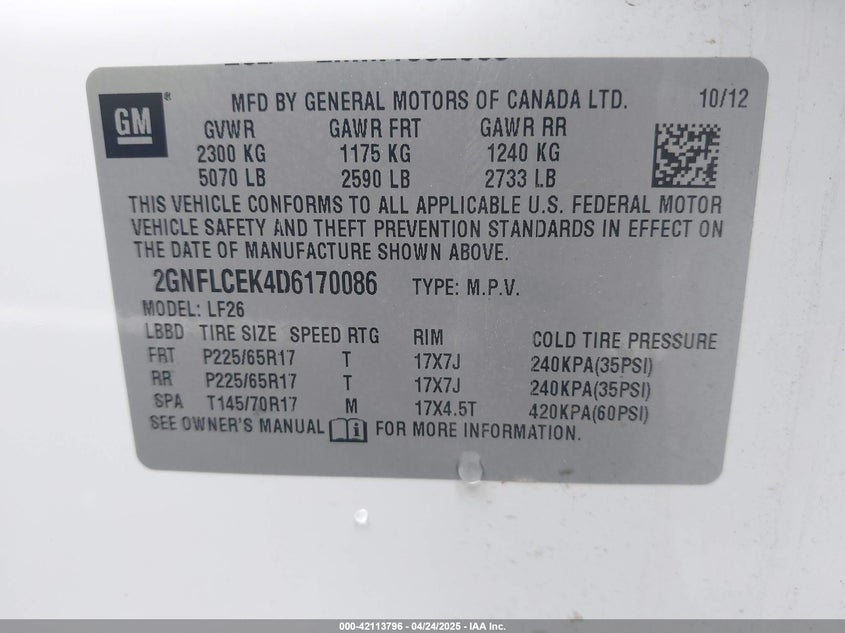 GM ® MFD BY GENERAL MOTORS OF CANADA LTD. 10/12
GVWR GAWR FRT GAWR RR
2300 KG 1175 KG 1240 KG
5070 LB 2590 LB 2733 LB
THIS VEHICLE CONFORMS TO ALL APPLICABLE U.S. FEDERAL MOTOR
VEHICLE SAFETY AND THEFT PREVENTION STANDARDS IN EFFECT ON
THE DATE OF MANUFACTURE SHOWN ABOVE.
2GNFLCEK4D6170086 TYPE: M.P.V.
MODEL: LF26
LBBD TIRE SIZE SPEED RTG RIM COLD TIRE PRESSURE
FRT P225/65R17 T 17X7J 240KPA(35PSI)
RR P225/65R17 T 17X7J 240KPA(35PSI)
SPA T145/70R17 M 17X4.5T 420KPA(60PSI)
SEE OWNER'S MANUAL FOR MORE INFORMATION.
000-42113796 - 04/24/2025 - IAA Inc.